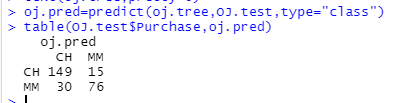 > oj.pred=predict(oj.tree,OJ.test,type="class")
> table(OJ.test$Purchase,oj.pred)
oj.pred
CH MM
CH 149 15
MM 30 76
>